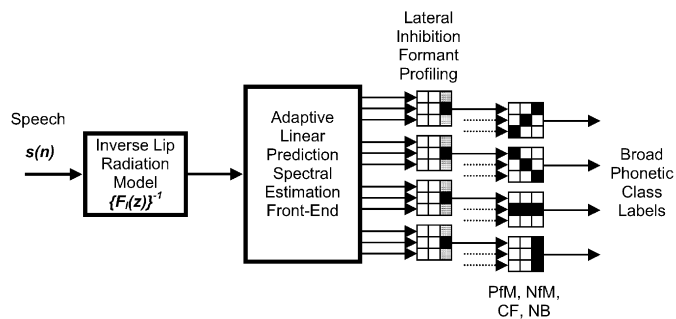 Lateral
Inhibition
Formant
Profiling
Speech
s(n)
Inverse Lip
Radiation
Model
{F_l(z)}^-1
Adaptive
Linear
Prediction
Spectral
Estimation
Front-End
Broad
Phonetic
Class
Labels
PfM, NfM,
CF, NB